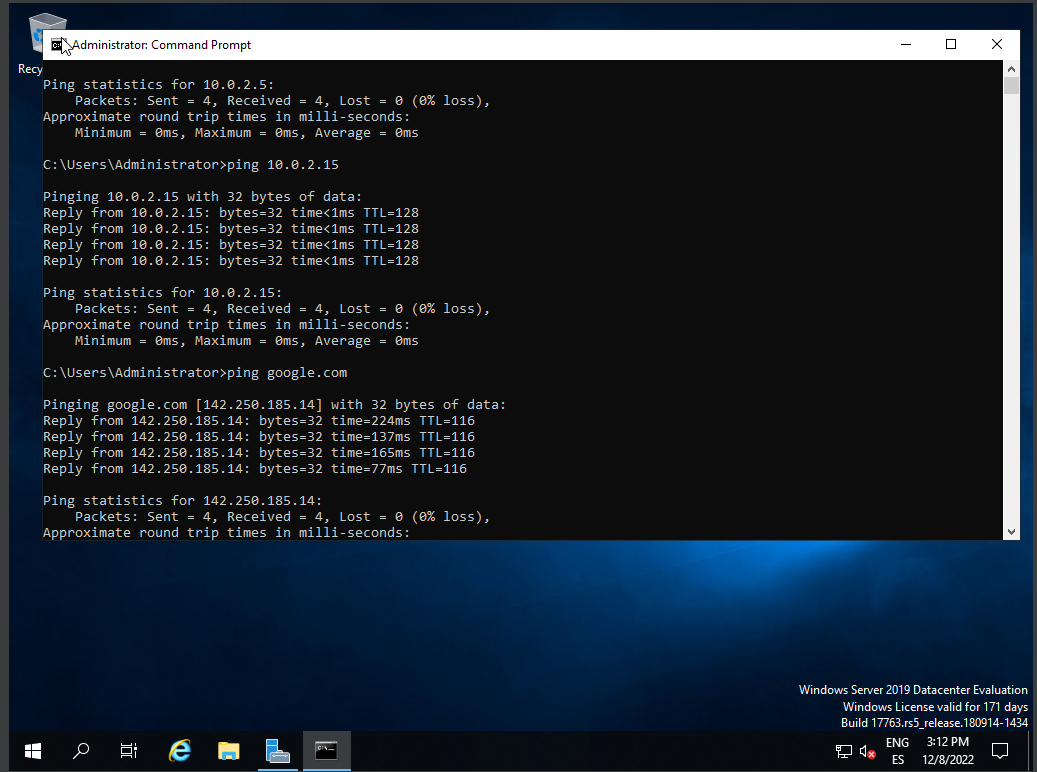 Recy
Administrator: Command Prompt
Ping statistics for 10.0.2.5:
    Packets: Sent = 4, Received = 4, Lost = 0 (0% loss),
Approximate round trip times in milli-seconds:
    Minimum = 0ms, Maximum = 0ms, Average = 0ms
C:\Users\Administrator>ping 10.0.2.15
Pinging 10.0.2.15 with 32 bytes of data:
Reply from 10.0.2.15: bytes=32 time<1ms TTL=128
Reply from 10.0.2.15: bytes=32 time<1ms TTL=128
Reply from 10.0.2.15: bytes=32 time<1ms TTL=128
Reply from 10.0.2.15: bytes=32 time<1ms TTL=128
Ping statistics for 10.0.2.15:
    Packets: Sent = 4, Received = 4, Lost = 0 (0% loss),
Approximate round trip times in milli-seconds:
    Minimum = 0ms, Maximum = 0ms, Average = 0ms
C:\Users\Administrator>ping google.com
Pinging google.com [142.250.185.14] with 32 bytes of data:
Reply from 142.250.185.14: bytes=32 time=224ms TTL=116
Reply from 142.250.185.14: bytes=32 time=137ms TTL=116
Reply from 142.250.185.14: bytes=32 time=165ms TTL=116
Reply from 142.250.185.14: bytes=32 time=77ms TTL=116
Ping statistics for 142.250.185.14:
    Packets: Sent = 4, Received = 4, Lost = 0 (0% loss),
Approximate round trip times in milli-seconds:
Windows Server 2019 Datacenter Evaluation
Windows License valid for 171 days
Build 17763.rs5_release.180914-1434
ENG
ES
3:12 PM
12/8/2022